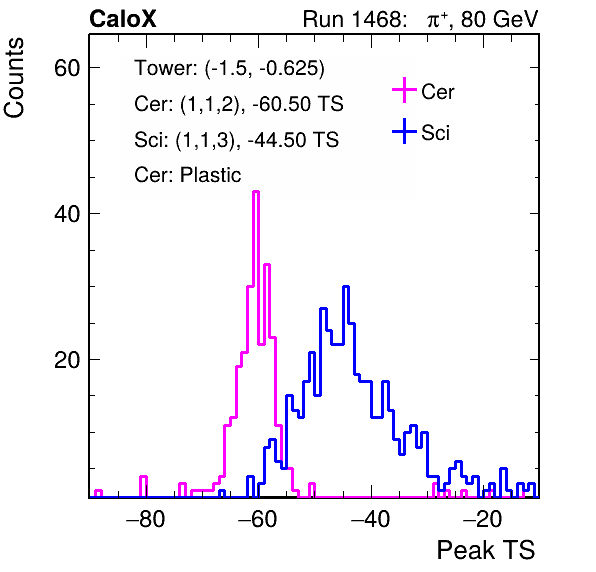 CaloX Run 1468: π⁺, 80 GeV
Counts
Tower: (-1.5, -0.625)
Cer: (1,1,2), -60.50 TS
Sci: (1,1,3), -44.50 TS
Cer: Plastic
Cer
Sci
60
40
20
−80 −60 −40 −20
Peak TS